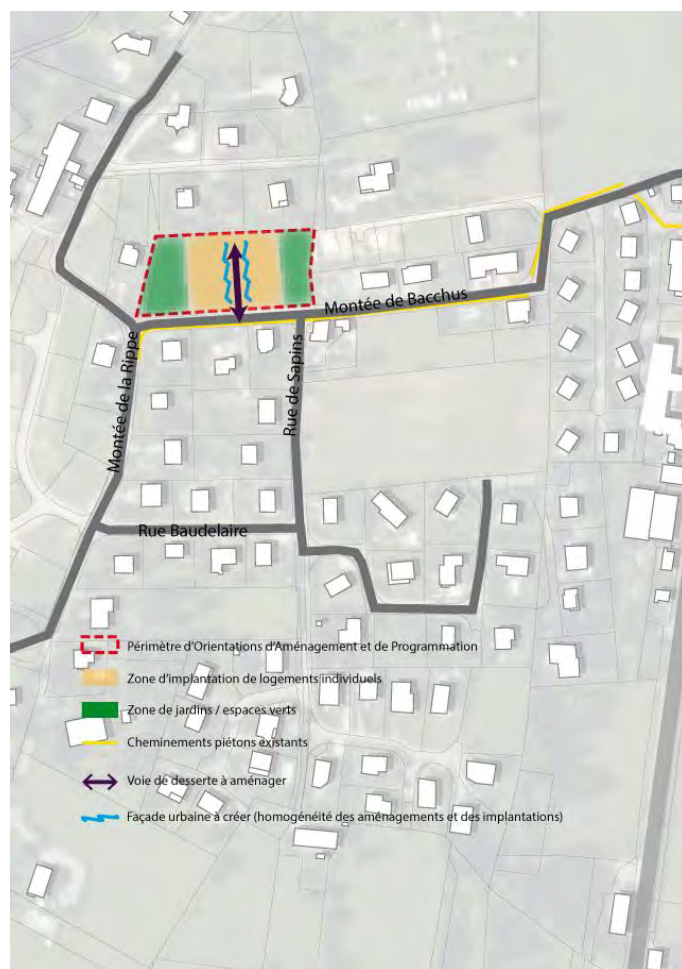 Montée de Bacchus
Montée de la Rippe
Rue de Sapins
Rue Baudelaire
Périmètre d'Orientations d'Aménagement et de Programmation
Zone d'implantation de logements individuels
Zone de jardins / espaces verts
Cheminements piétons existants
Voie de desserte à aménager
Façade urbaine à créer (homogénéité des aménagements et des implantations)